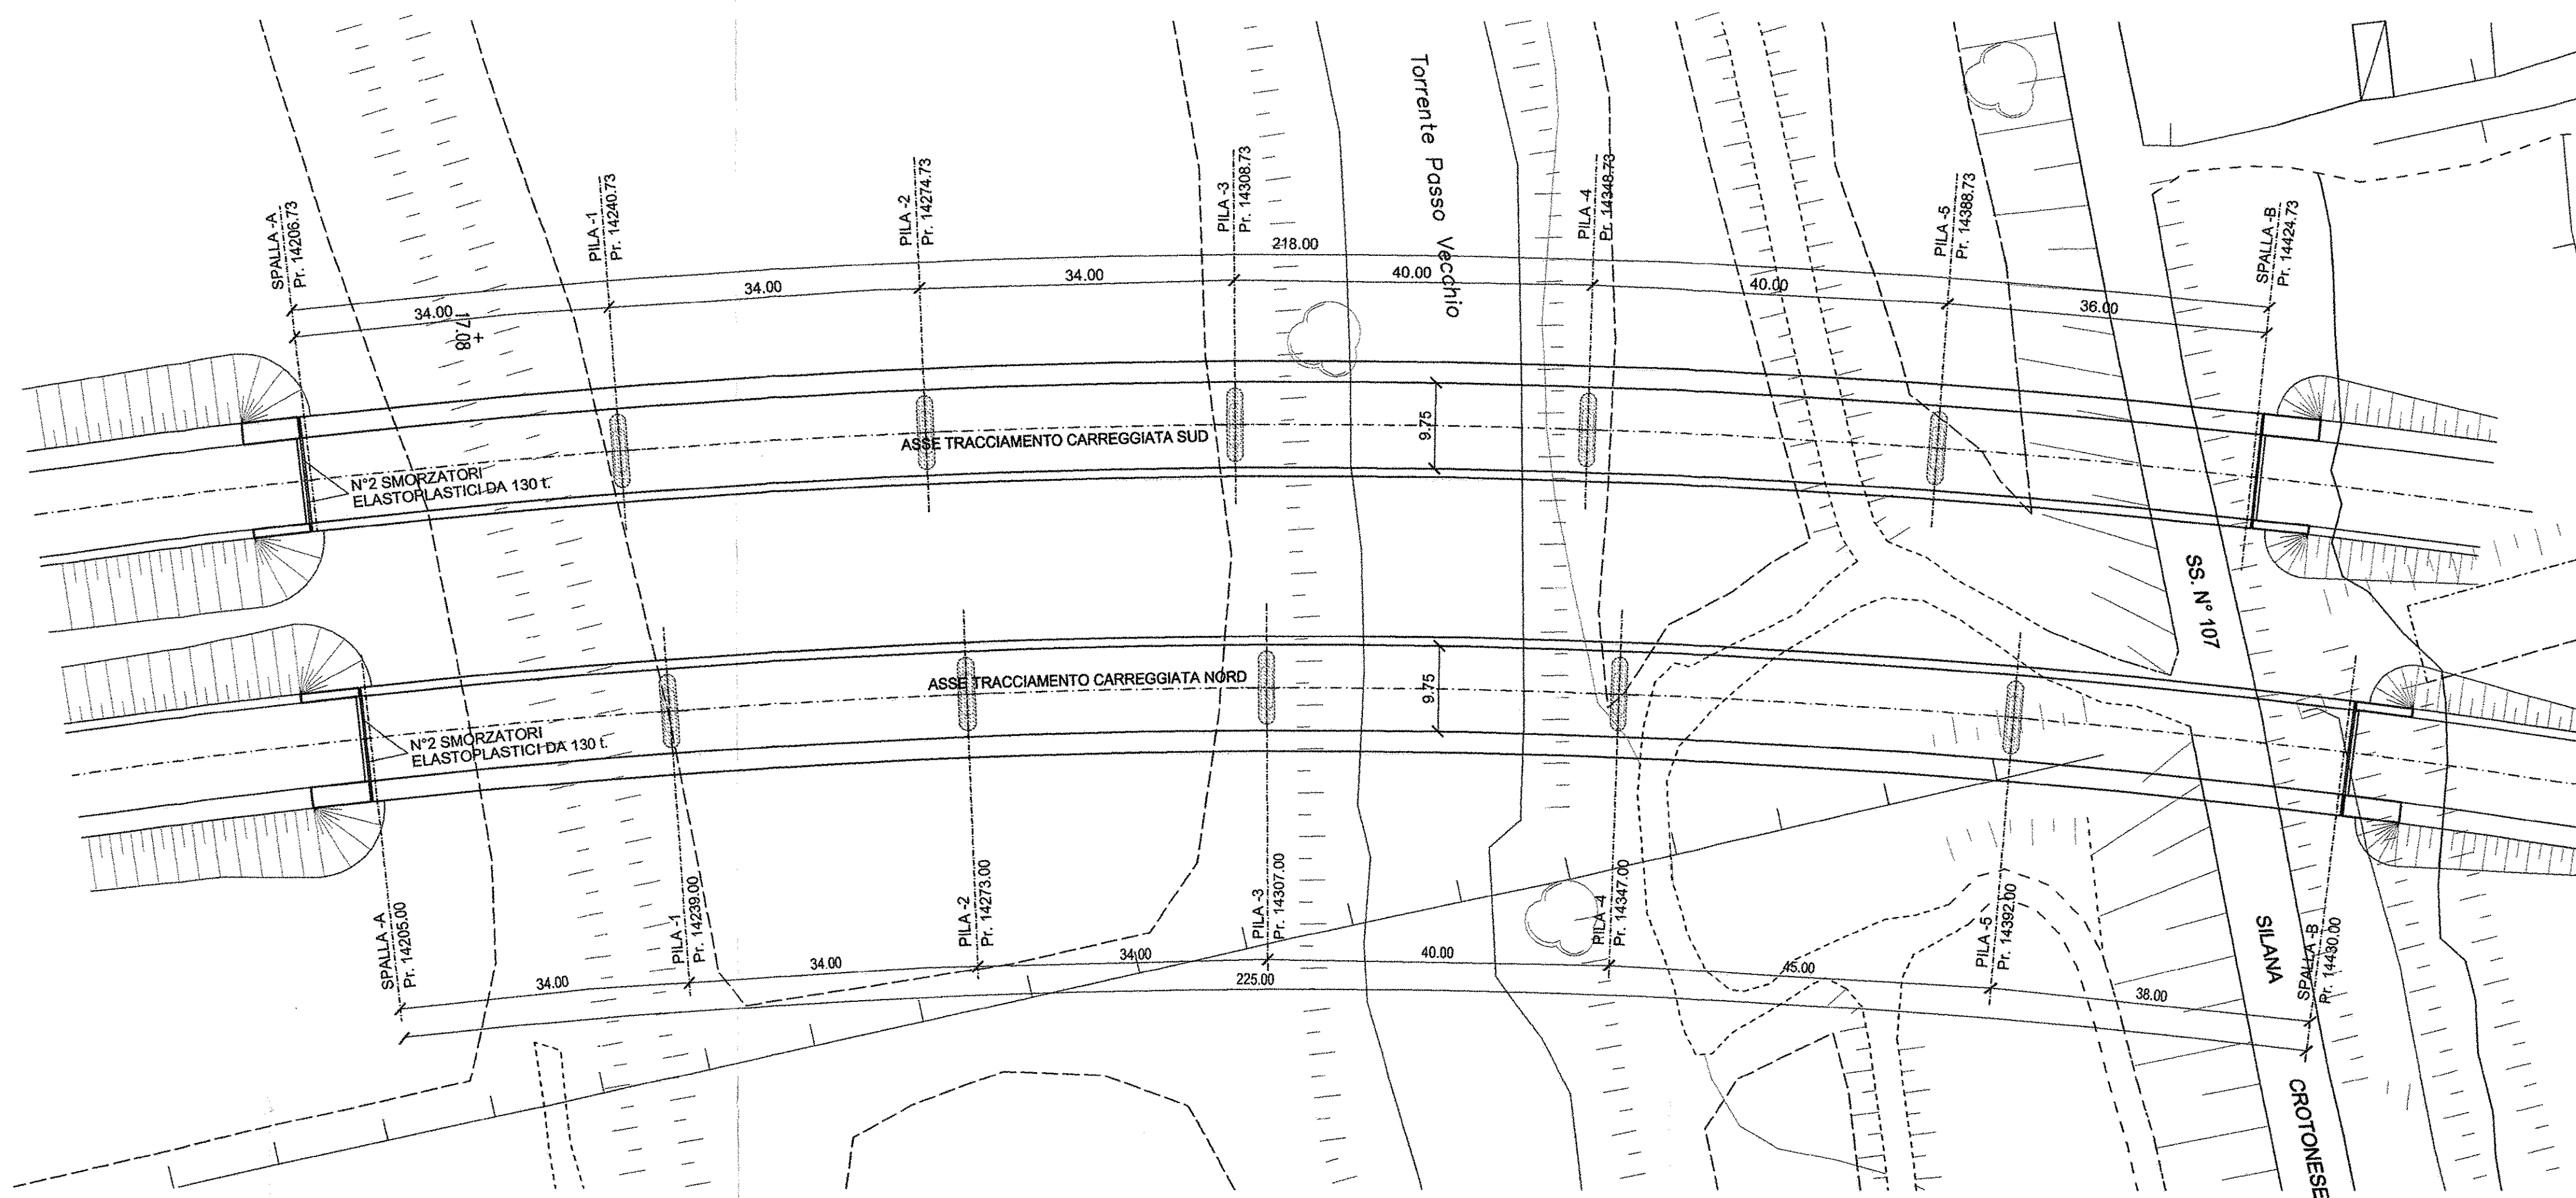 Torrente Passo Vecchio
SPALLA -A
Pr. 14206.73
PILA -1
Pr. 14240.73
PILA -2
Pr. 14274.73
PILA -3
Pr. 14308.73
PILA -4
Pr. 14348.73
PILA -5
Pr. 14388.73
SPALLA -B
Pr. 14424.73
218.00
34.00
34.00
34.00
40.00
40.00
36.00
17.08
+
ASSE TRACCIAMENTO CARREGGIATA SUD
9.75
N°2 SMORZATORI
ELASTOPLASTICI DA 130 t.
SS. N° 107
SILANA
CROTONESE
ASSE TRACCIAMENTO CARREGGIATA NORD
9.75
N°2 SMORZATORI
ELASTOPLASTICI DA 130 t.
SPALLA -A
Pr. 14205.00
PILA -1
Pr. 14239.00
PILA -2
Pr. 14273.00
PILA -3
Pr. 14307.00
PILA -4
Pr. 14347.00
PILA -5
Pr. 14392.00
SPALLA -B
Pr. 14430.00
34.00
34.00
34.00
40.00
45.00
38.00
225.00